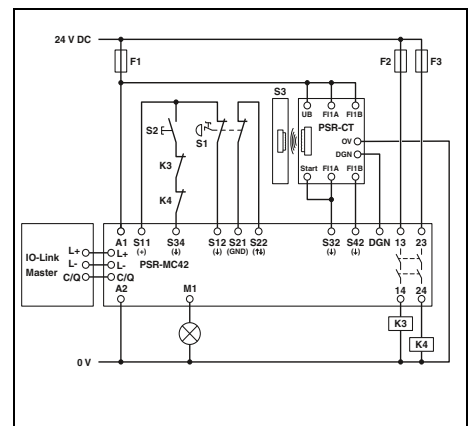 24 V DC
F1
F2
F3
S3
UB FI1A FI1B
PSR-CT
S2
S1
0V
DGN
K3
Start FI1A FI1B
K4
IO-Link
Master
L+
L-
C/Q
A1 S11 S34 S12 S21 S22 S32 S42 DGN 13 23
(+) (↓) (↓) (GND) (↑↓) (↓) (↓)
L+
L-
C/Q
PSR-MC42
A2 M1 14 24
K3
K4
0 V